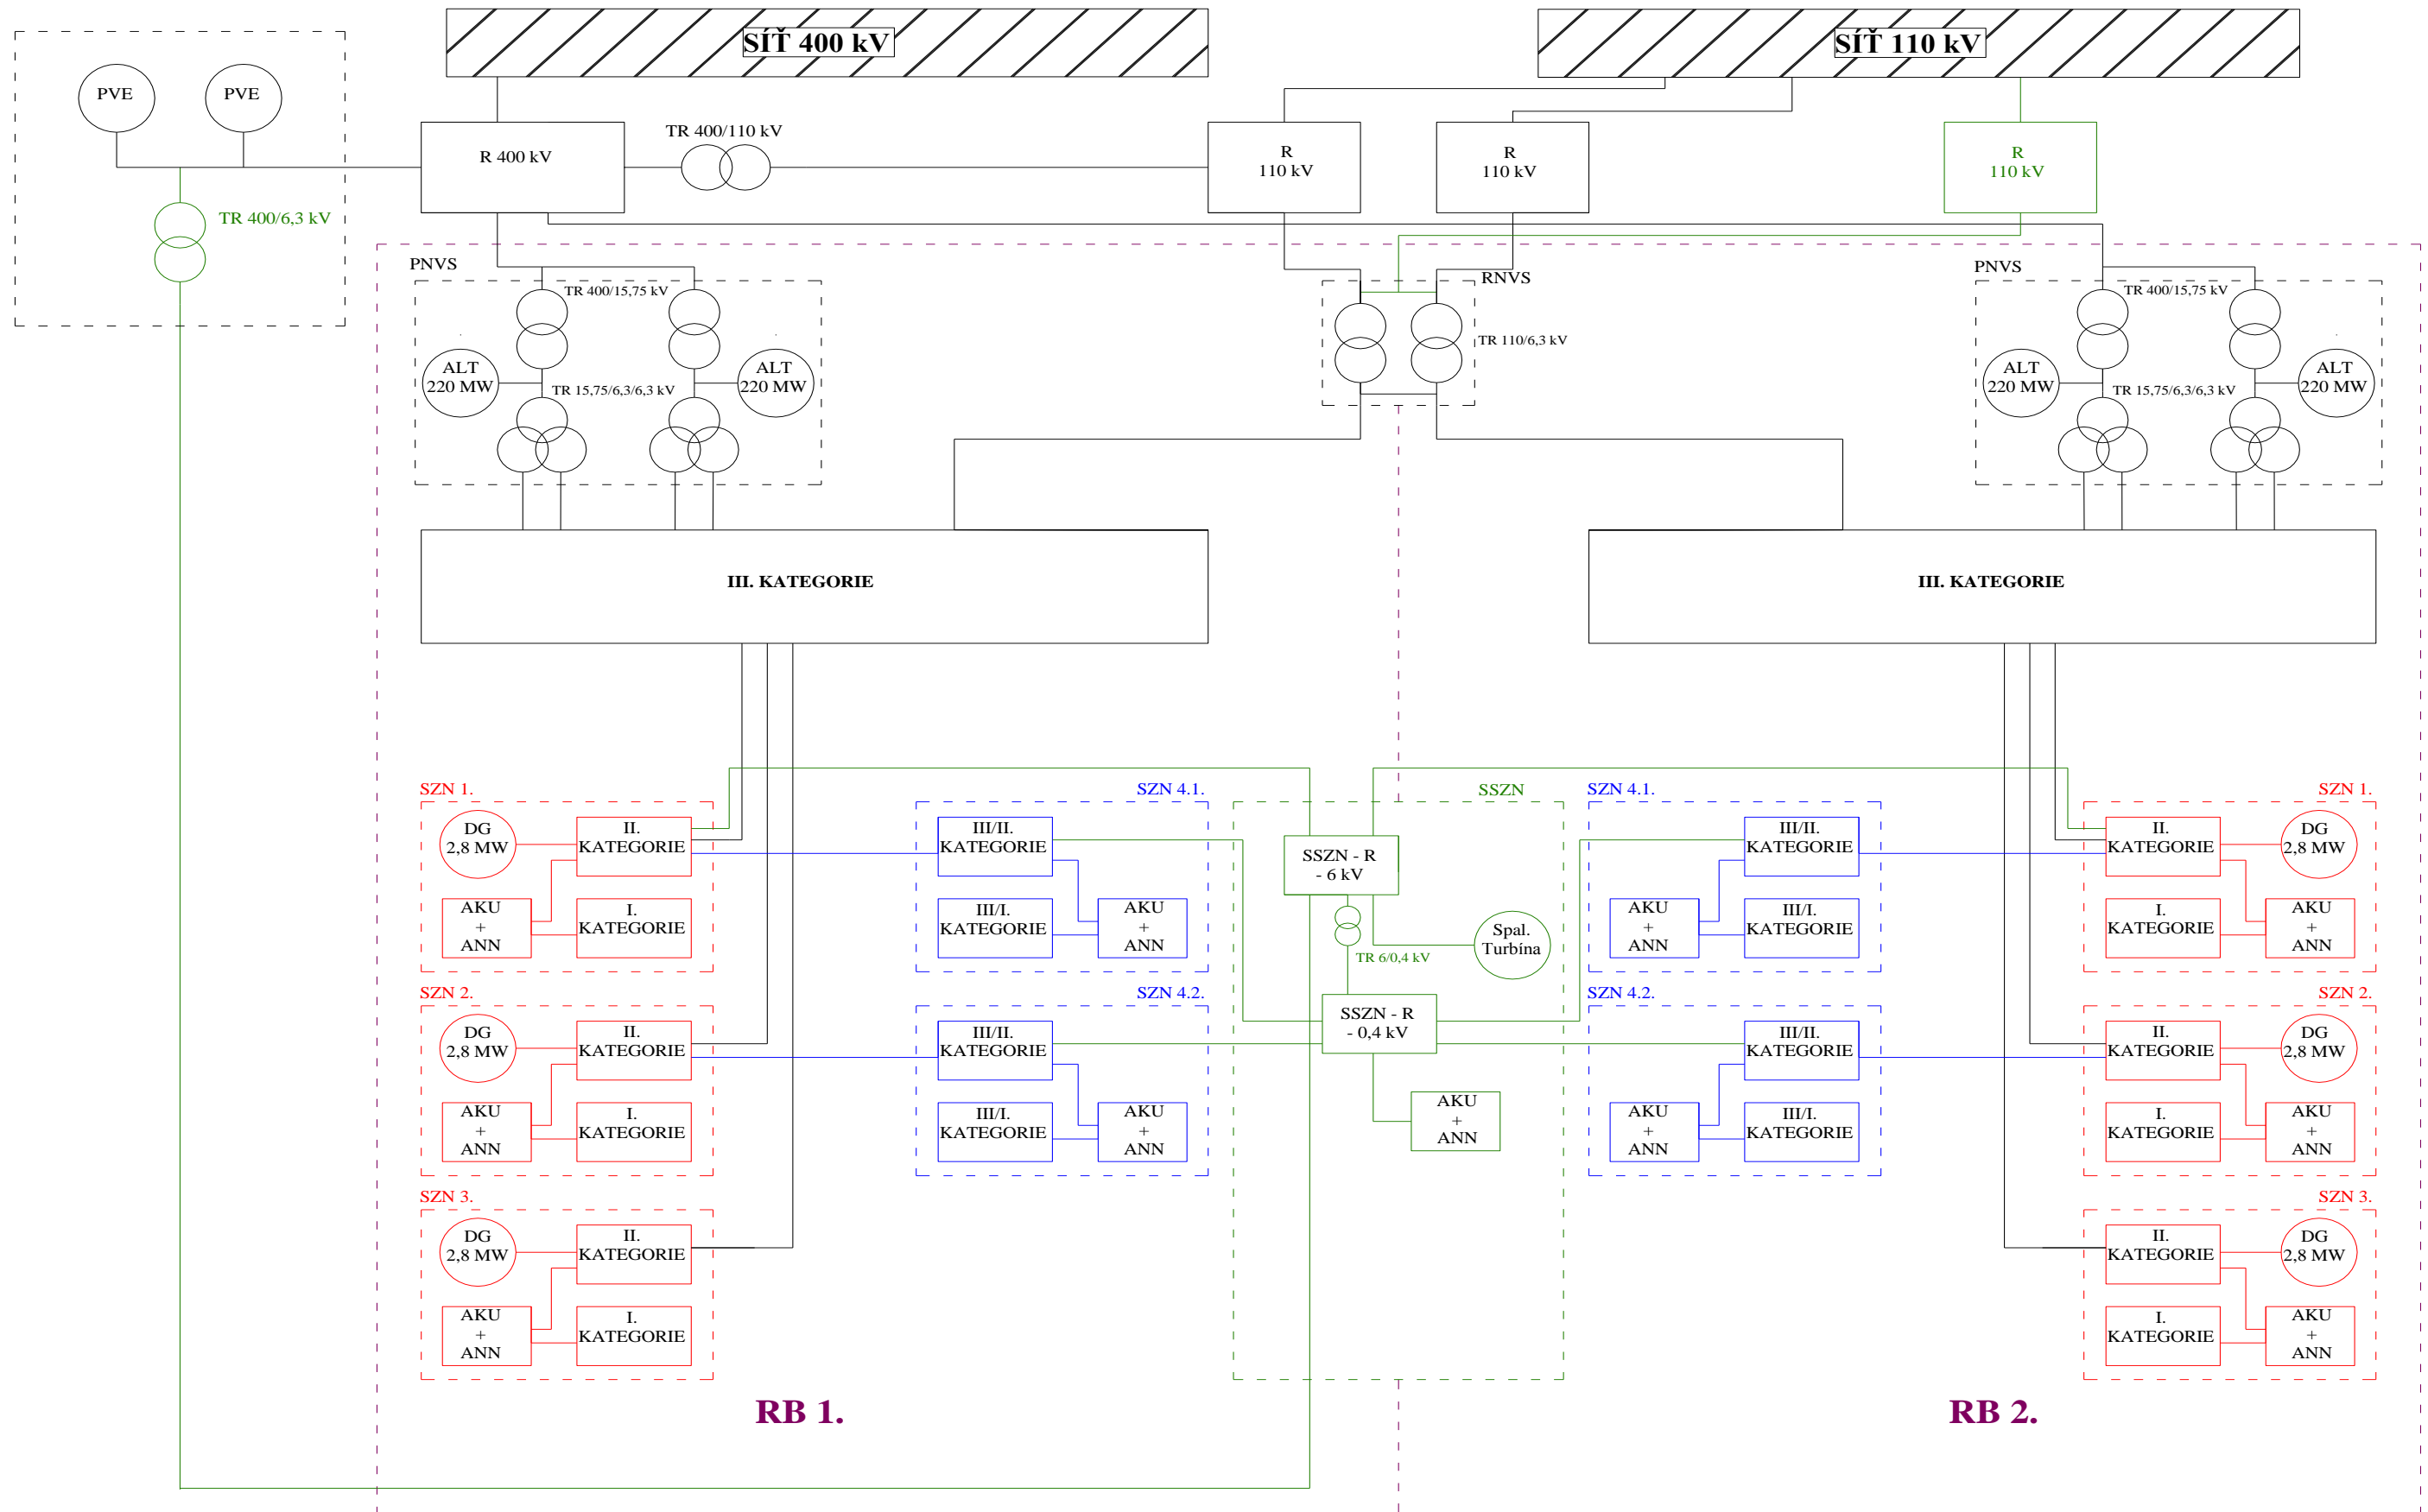 SÍŤ 400 kV
SÍŤ 110 kV
PVE
PVE
TR 400/110 kV
R 400 kV
R
110 kV
R
110 kV
R
110 kV
TR 400/6,3 kV
PNVS
RNVS
PNVS
TR 400/15,75 kV
TR 400/15,75 kV
TR 110/6,3 kV
ALT
220 MW
ALT
220 MW
ALT
220 MW
ALT
220 MW
TR 15,75/6,3/6,3 kV
TR 15,75/6,3/6,3 kV
III. KATEGORIE
III. KATEGORIE
SZN 1.
DG
2,8 MW
II.
KATEGORIE
AKU
+
ANN
I.
KATEGORIE
SZN 4.1.
III/II.
KATEGORIE
III/I.
KATEGORIE
AKU
+
ANN
SSZN
SSZN - R
- 6 kV
Spal.
Turbína
TR 6/0,4 kV
SSZN - R
- 0,4 kV
AKU
+
ANN
SZN 4.1.
III/II.
KATEGORIE
AKU
+
ANN
III/I.
KATEGORIE
SZN 1.
II.
KATEGORIE
DG
2,8 MW
I.
KATEGORIE
AKU
+
ANN
SZN 2.
DG
2,8 MW
II.
KATEGORIE
AKU
+
ANN
I.
KATEGORIE
SZN 4.2.
III/II.
KATEGORIE
III/I.
KATEGORIE
AKU
+
ANN
SZN 4.2.
III/II.
KATEGORIE
AKU
+
ANN
III/I.
KATEGORIE
SZN 2.
II.
KATEGORIE
DG
2,8 MW
I.
KATEGORIE
AKU
+
ANN
SZN 3.
DG
2,8 MW
II.
KATEGORIE
AKU
+
ANN
I.
KATEGORIE
SZN 3.
II.
KATEGORIE
DG
2,8 MW
I.
KATEGORIE
AKU
+
ANN
RB 1.
RB 2.